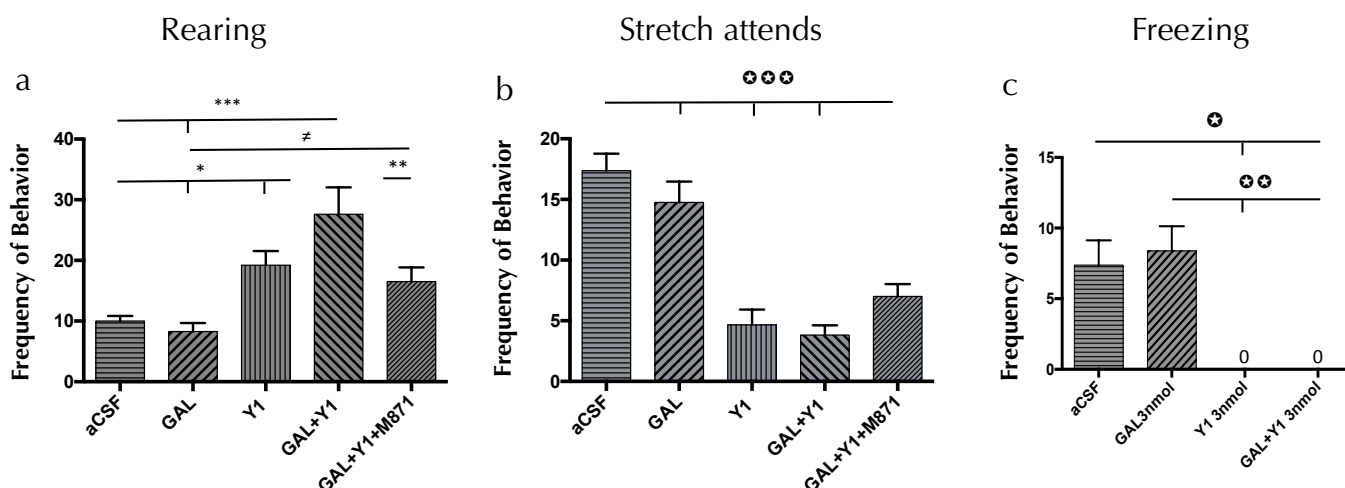 Rearing
Stretch attends
Freezing
a
***
≠
*
**
Frequency of Behavior
40
30
20
10
0
aCSF
GAL
Y1
GAL+Y1
GAL+Y1+M871
b
✪✪✪
Frequency of Behavior
20
15
10
5
0
aCSF
GAL
Y1
GAL+Y1
GAL+Y1+M871
c
✪
✪✪
Frequency of Behavior
15
10
5
0
0
0
aCSF
GAL3nmol
Y1 3nmol
GAL+Y1 3nmol